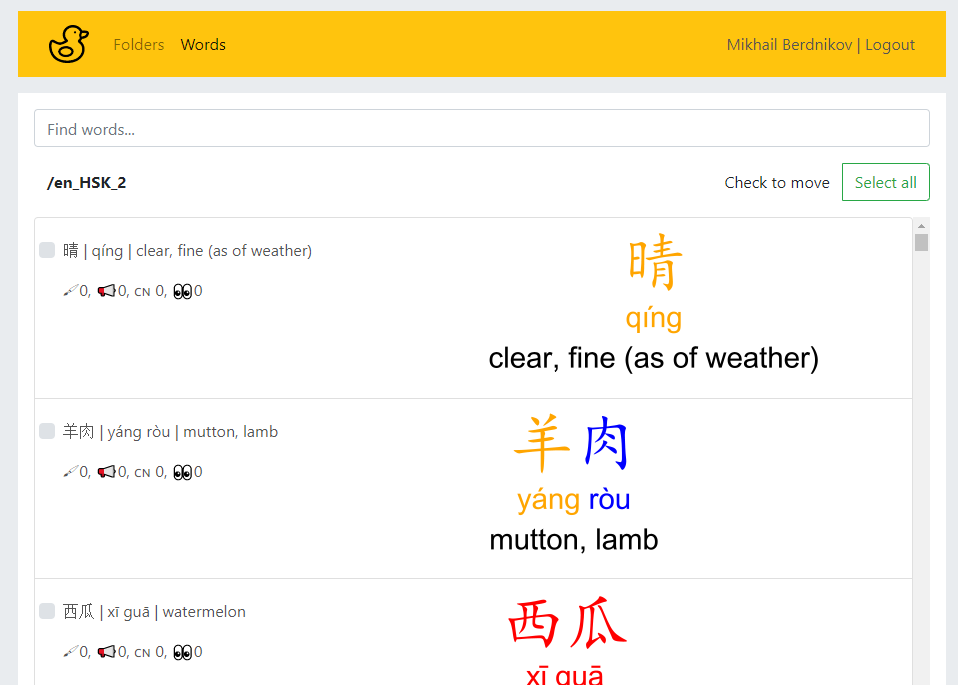 Folders Words Mikhail Berdnikov | Logout
Find words...
/en_HSK_2 Check to move Select all
晴 | qíng | clear, fine (as of weather)
0, 0, CN 0, 0
晴
qíng
clear, fine (as of weather)
羊肉 | yáng ròu | mutton, lamb
0, 0, CN 0, 0
羊肉
yáng ròu
mutton, lamb
西瓜 | xī guā | watermelon
0, 0, CN 0, 0
西瓜
xī guā